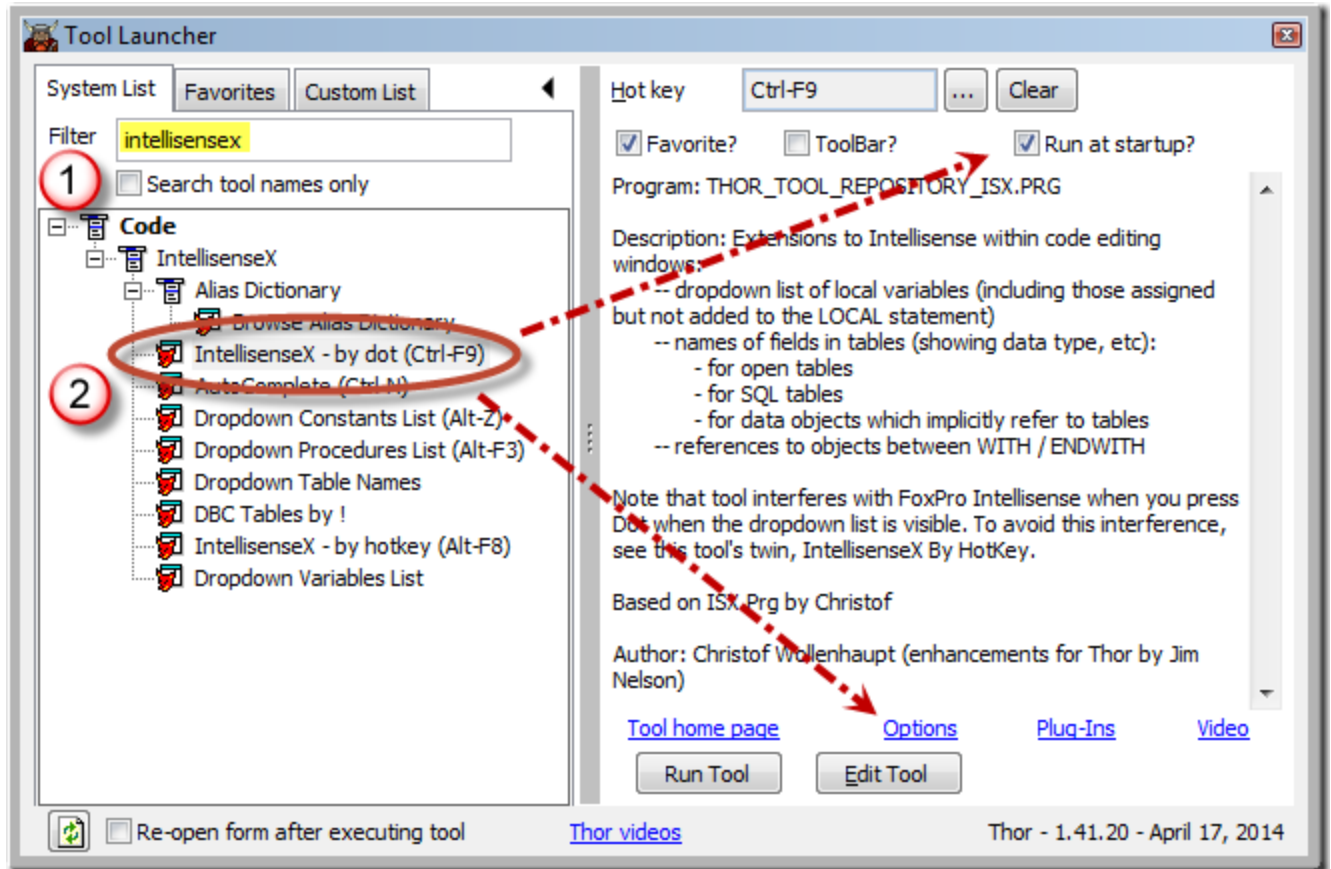 Tool Launcher
System List Favorites Custom List
Filter intellisensex
1
Search tool names only
Code
IntellisenseX
Alias Dictionary
Browse Alias Dictionary
IntellisenseX - by dot (Ctrl-F9)
2
AutoComplete (Ctrl-N)
Dropdown Constants List (Alt-Z)
Dropdown Procedures List (Alt-F3)
Dropdown Table Names
DBC Tables by !
IntellisenseX - by hotkey (Alt-F8)
Dropdown Variables List
Hot key Ctrl-F9 ... Clear
Favorite? ToolBar? Run at startup?
Program: THOR_TOOL_REPOSITORY_ISX.PRG
Description: Extensions to Intellisense within code editing
windows:
-- dropdown list of local variables (including those assigned
but not added to the LOCAL statement)
-- names of fields in tables (showing data type, etc):
- for open tables
- for SQL tables
- for data objects which implicitly refer to tables
-- references to objects between WITH / ENDWITH
Note that tool interferes with FoxPro Intellisense when you press
Dot when the dropdown list is visible. To avoid this interference,
see this tool's twin, IntellisenseX By HotKey.
Based on ISX.Prg by Christof
Author: Christof Wollenhaupt (enhancements for Thor by Jim
Nelson)
Tool home page Options Plug-Ins Video
Run Tool Edit Tool
Re-open form after executing tool Thor videos Thor - 1.41.20 - April 17, 2014